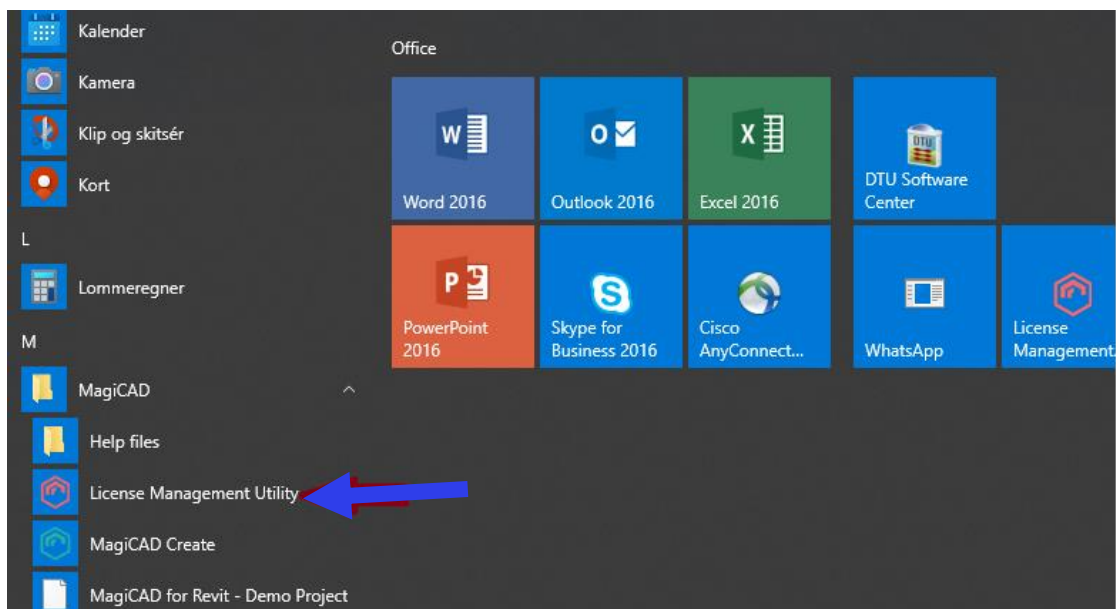 Kalender
Kamera
Klip og skitsér
Kort
L
Lommeregner
M
MagiCAD
Help files
License Management Utility
MagiCAD Create
MagiCAD for Revit - Demo Project
Office
W
Word 2016
O
Outlook 2016
X
Excel 2016
DTU
DTU Software
Center
P
PowerPoint
2016
S
Skype for
Business 2016
Cisco
AnyConnect...
WhatsApp
License
Management